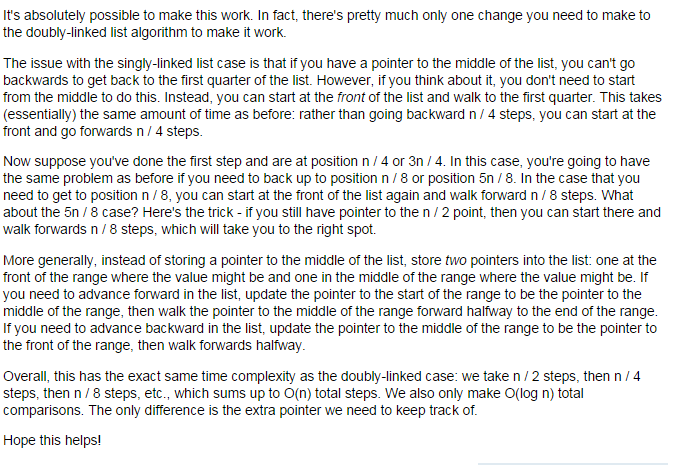 It's absolutely possible to make this work. In fact, there's pretty much only one change you need to make to
the doubly-linked list algorithm to make it work.
The issue with the singly-linked list case is that if you have a pointer to the middle of the list, you can't go
backwards to get back to the first quarter of the list. However, if you think about it, you don't need to start
from the middle to do this. Instead, you can start at the front of the list and walk to the first quarter. This takes
(essentially) the same amount of time as before: rather than going backward n / 4 steps, you can start at the
front and go forwards n / 4 steps.
Now suppose you've done the first step and are at position n / 4 or 3n / 4. In this case, you're going to have
the same problem as before if you need to back up to position n / 8 or position 5n / 8. In the case that you
need to get to position n / 8, you can start at the front of the list again and walk forward n / 8 steps. What
about the 5n / 8 case? Here's the trick - if you still have pointer to the n / 2 point, then you can start there and
walk forwards n / 8 steps, which will take you to the right spot.
More generally, instead of storing a pointer to the middle of the list, store two pointers into the list: one at the
front of the range where the value might be and one in the middle of the range where the value might be. If
you need to advance forward in the list, update the pointer to the start of the range to be the pointer to the
middle of the range, then walk the pointer to the middle of the range forward halfway to the end of the range.
If you need to advance backward in the list, update the pointer to the middle of the range to be the pointer to
the front of the range, then walk forwards halfway.
Overall, this has the exact same time complexity as the doubly-linked case: we take n / 2 steps, then n / 4
steps, then n / 8 steps, etc., which sums up to O(n) total steps. We also only make O(log n) total
comparisons. The only difference is the extra pointer we need to keep track of.
Hope this helps!